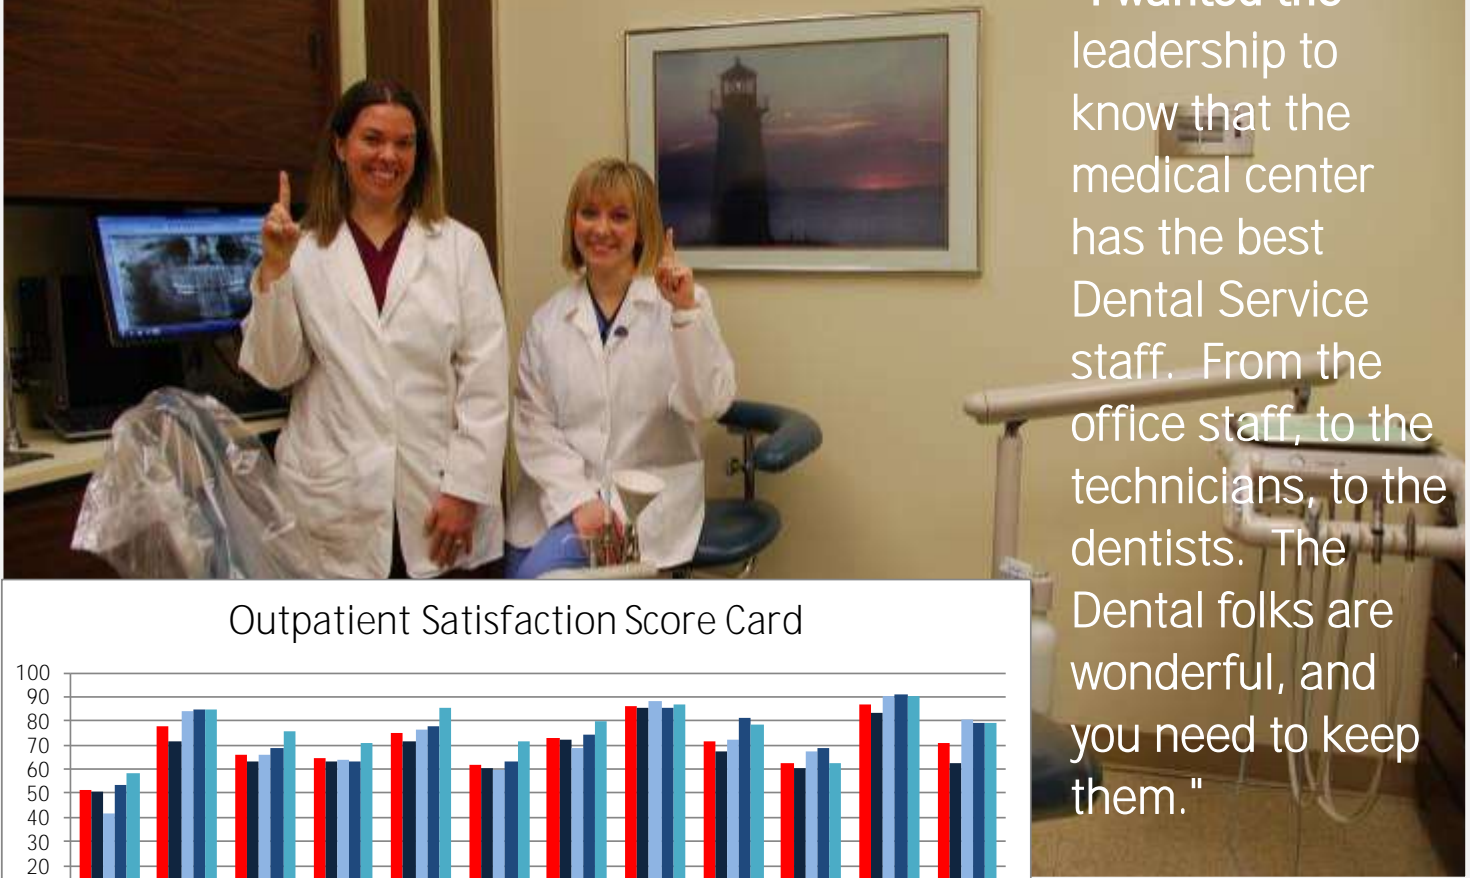 "I wanted the
leadership to
know that the
medical center
has the best
Dental Service
staff.  From the
office staff, to the
technicians, to the
dentists.  The
Dental folks are
wonderful, and
you need to keep
them."
Outpatient Satisfaction Score Card
100
90
80
70
60
50
40
30
20